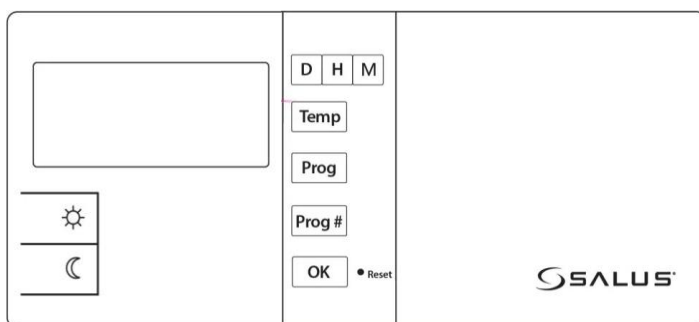 D H M
Temp
Prog
Prog #
OK Reset
SALUS